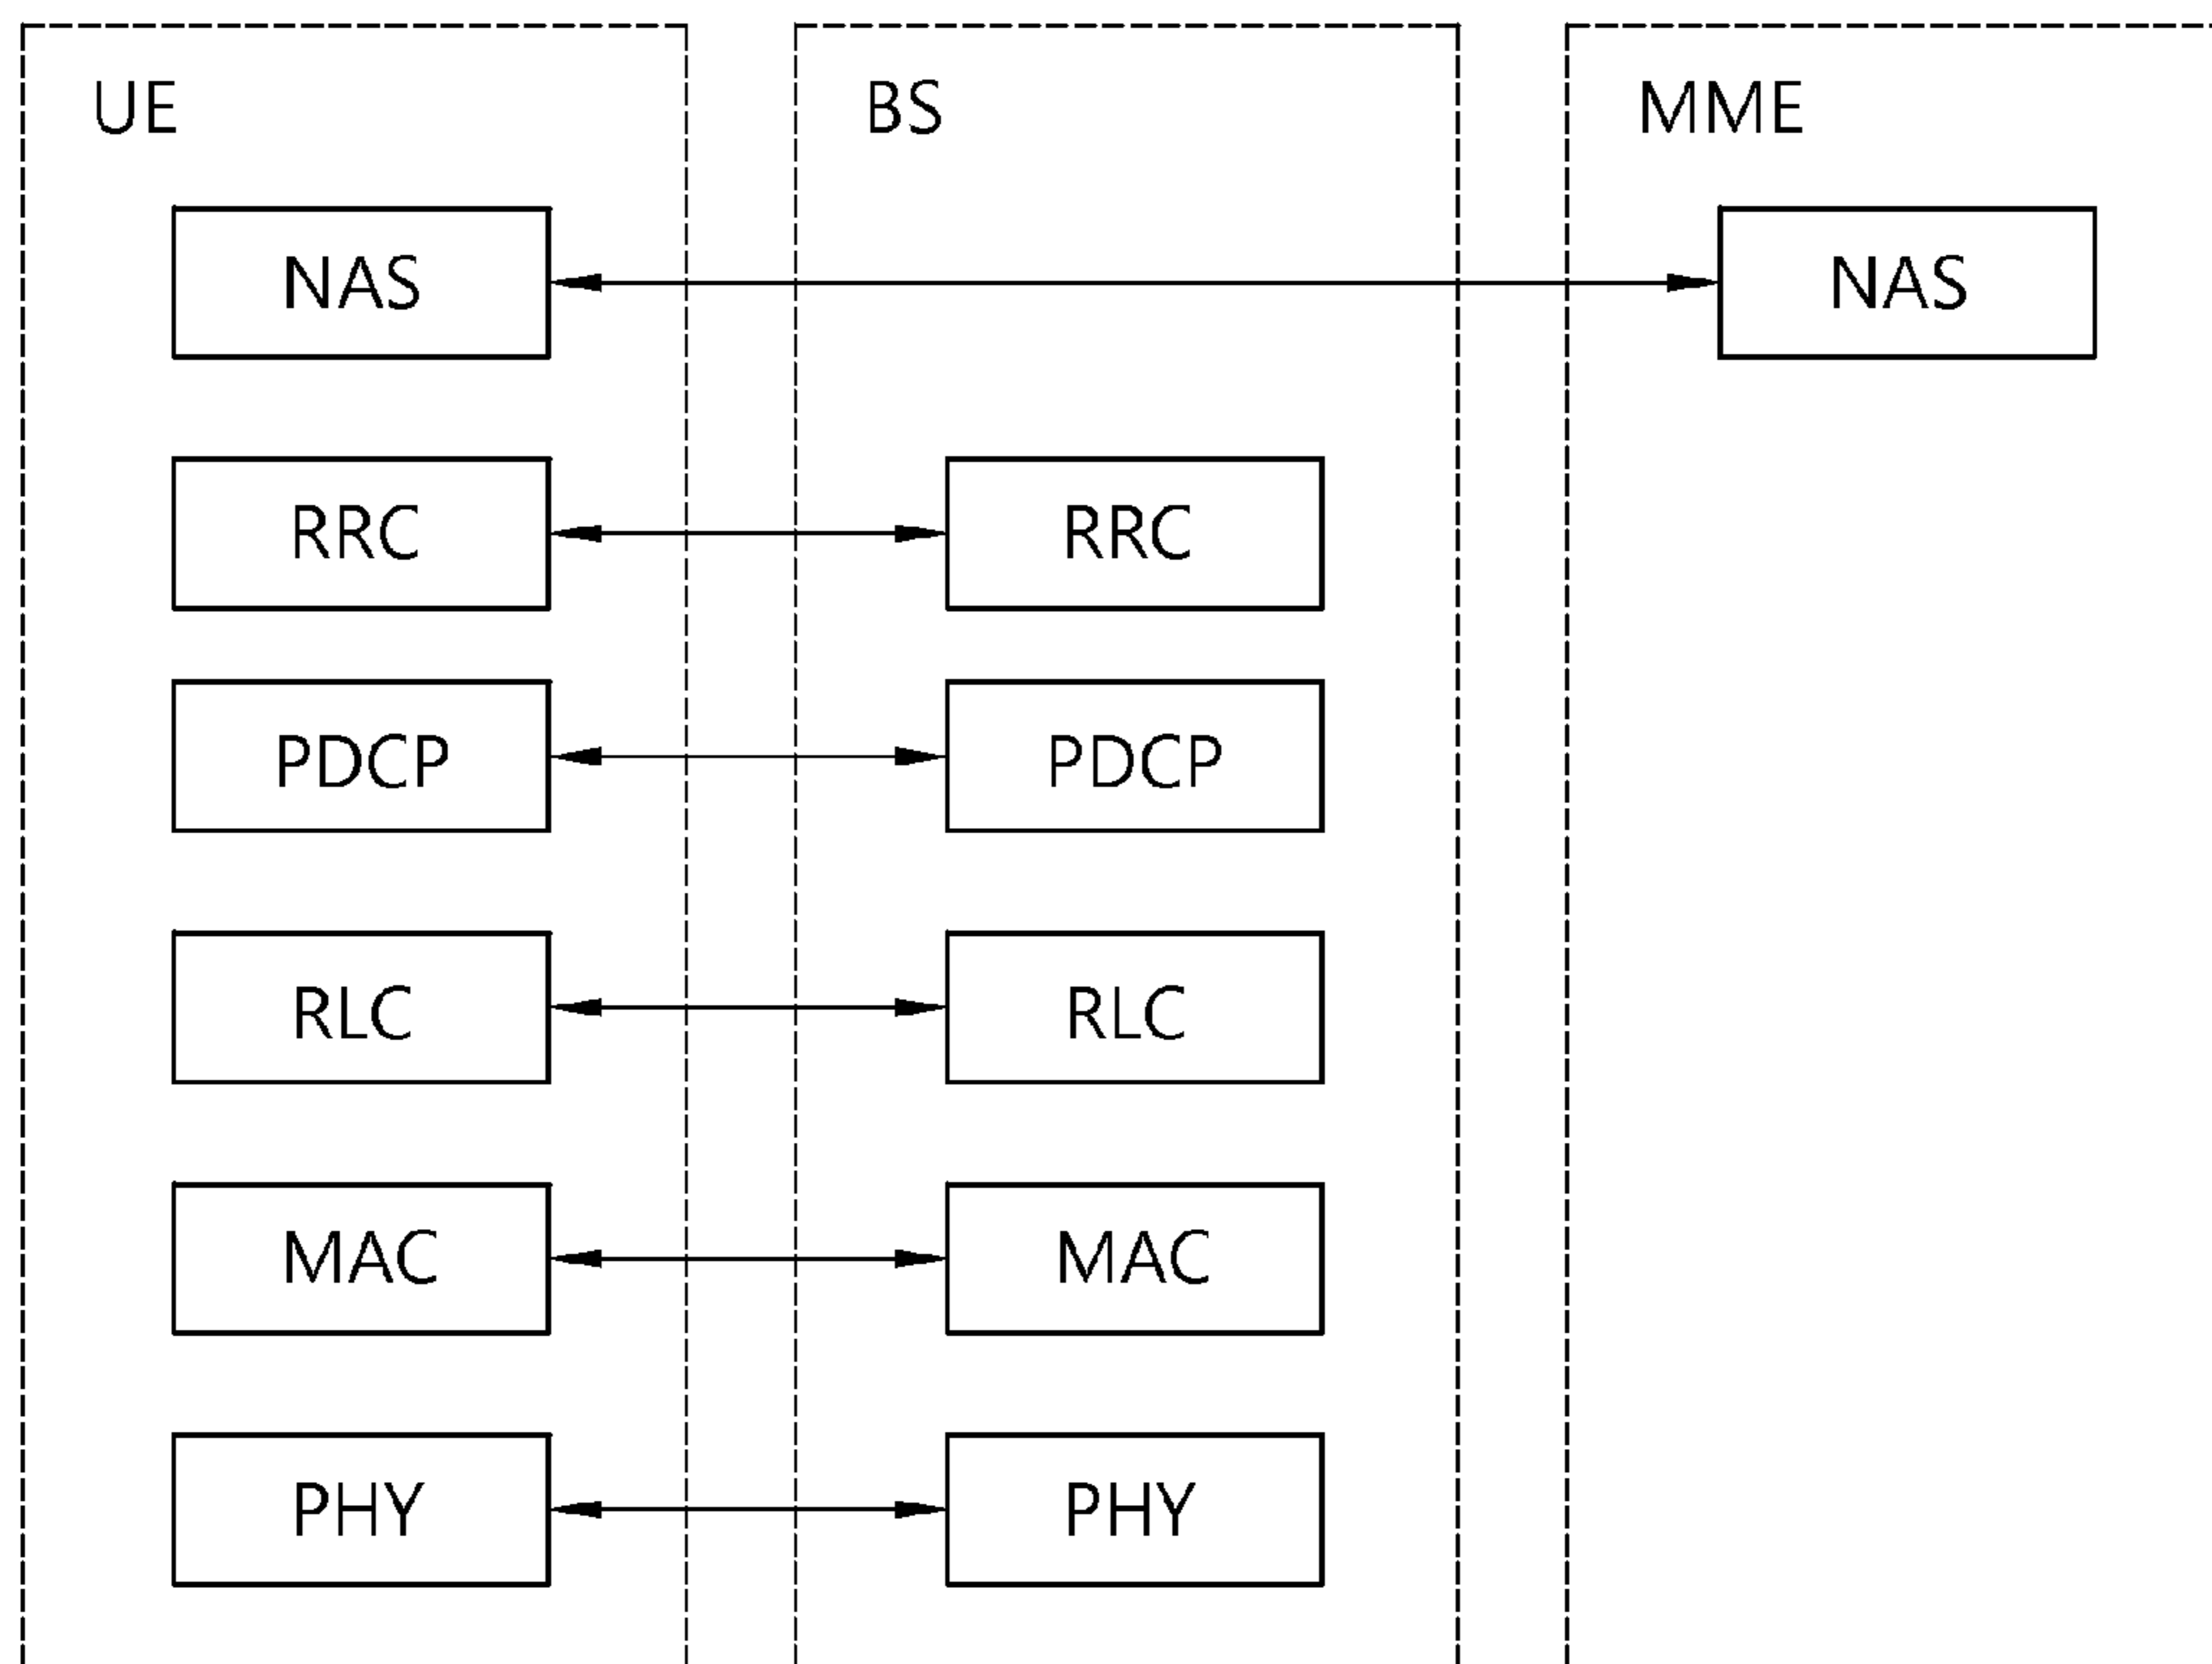 UE BS MME
NAS NAS
RRC RRC
PDCP PDCP
RLC RLC
MAC MAC
PHY PHY